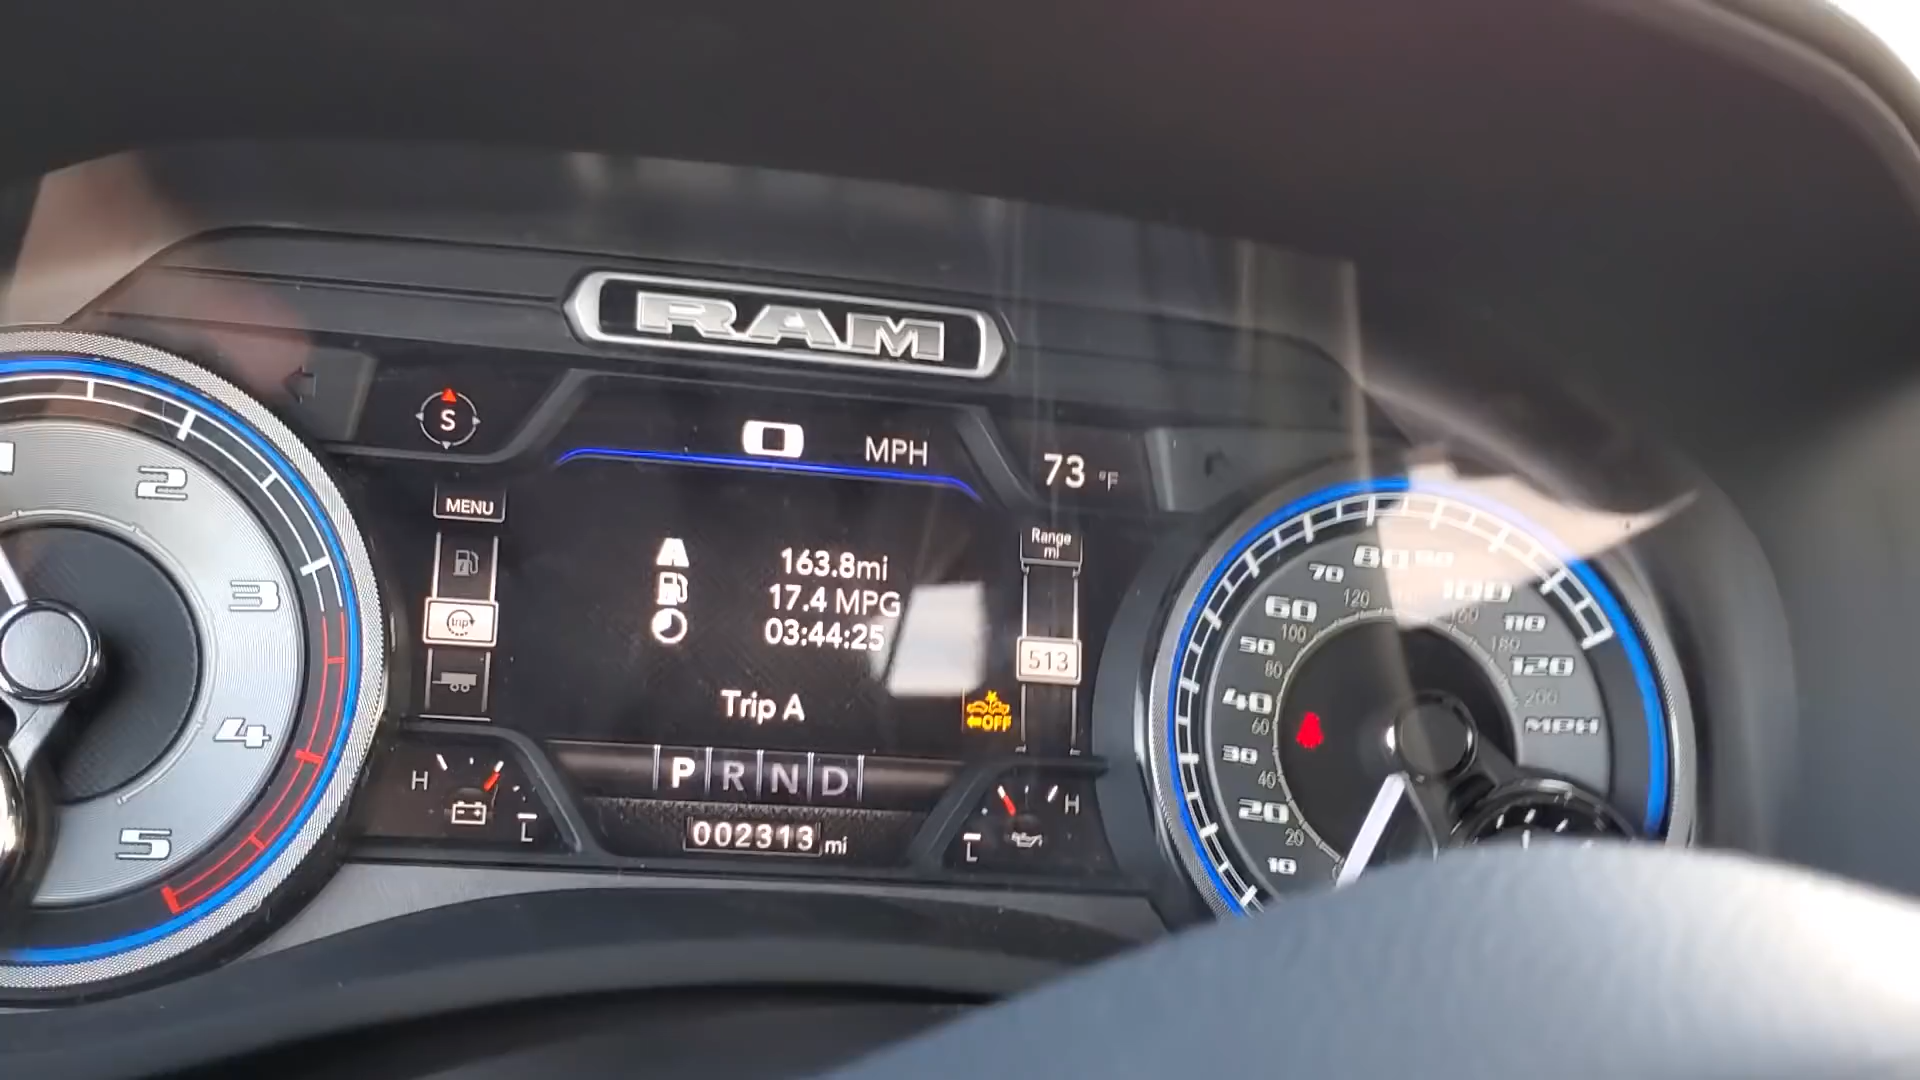 RAM
S
0 MPH
73 °F
MENU
Range
mi
163.8mi
17.4 MPG
03:44:25
trip
513
Trip A
OFF
P R N D
002313 mi
H
L
H
L
1
2
3
4
5
10
20
30
40
50
60
70
80
90
100
110
120
MPH
20
40
60
80
100
120
160
180
200